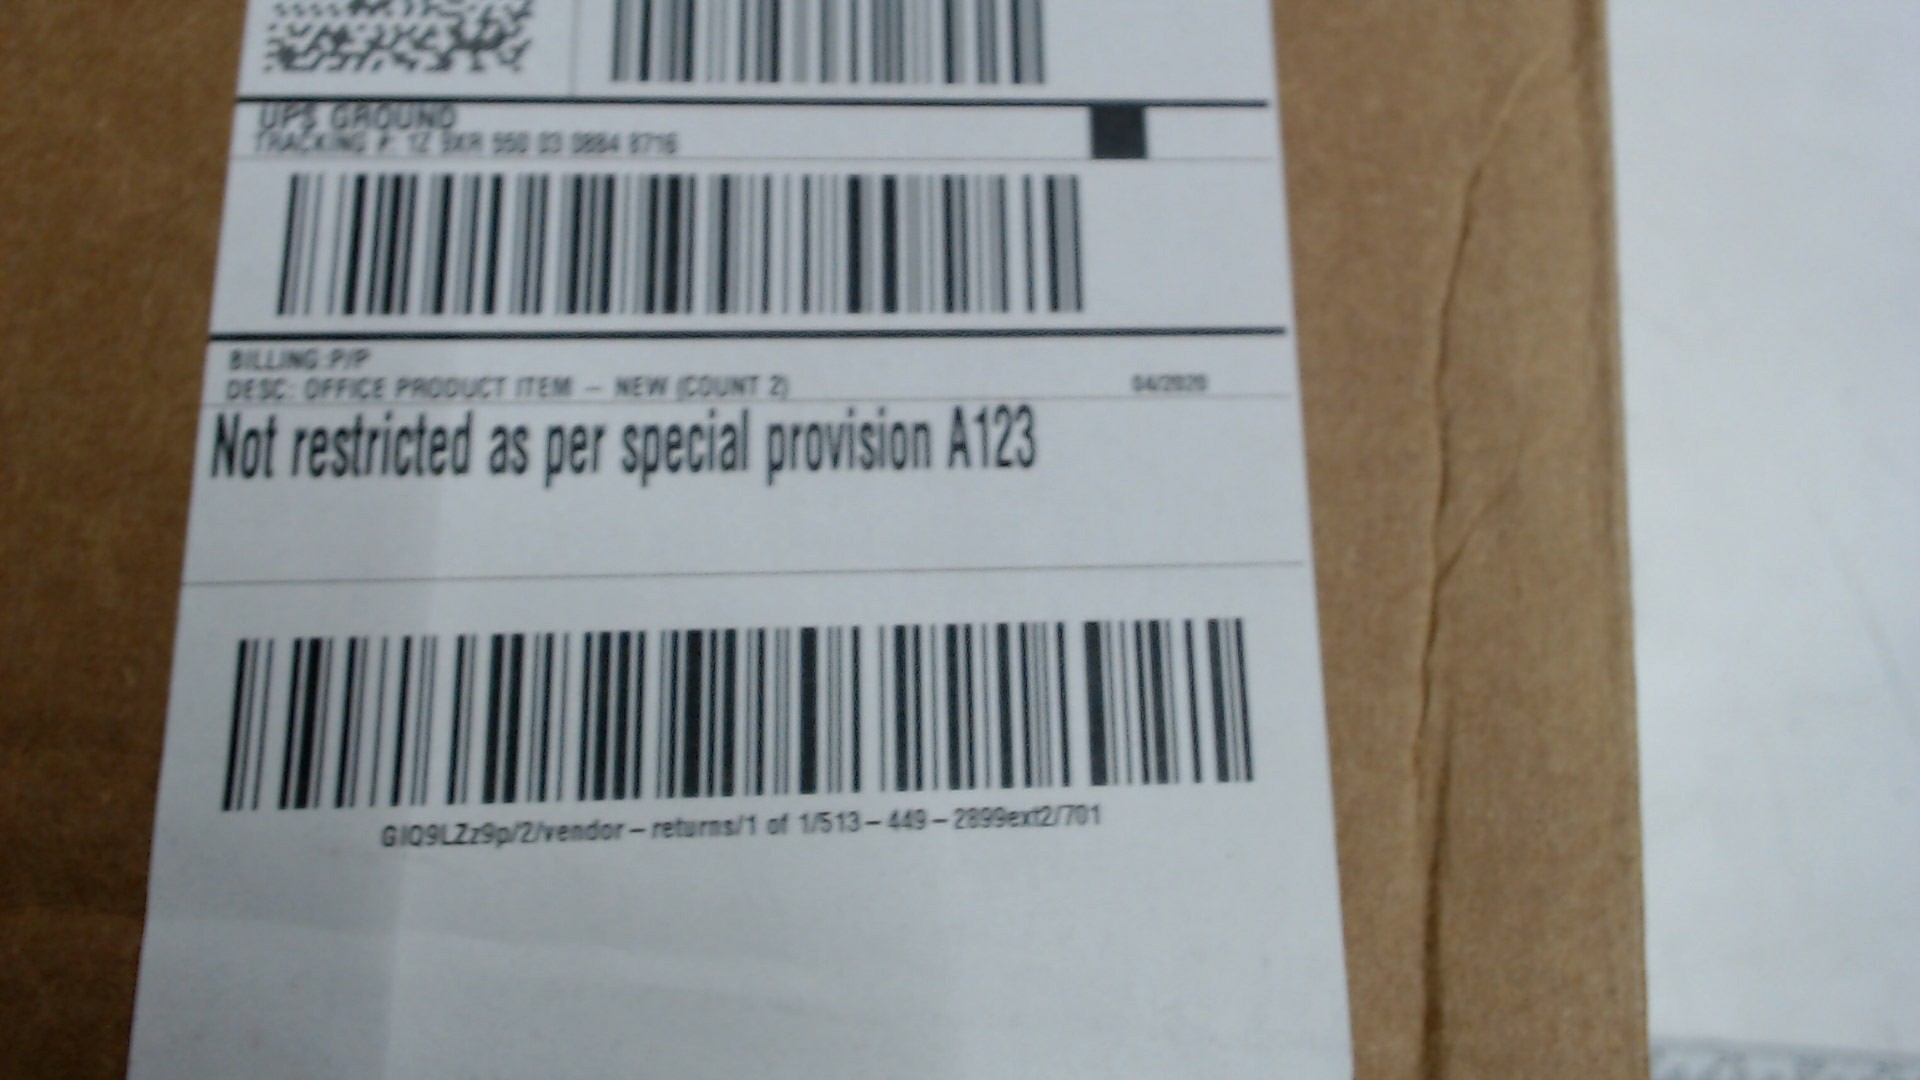 UPS GROUND
TRACKING #: 1Z 9XR 550 03 0884 8716
BILLING: P/P
DESC: OFFICE PRODUCT ITEM – NEW (COUNT 2)
04/2020
Not restricted as per special provision A123
GIQ9LZz9p/2/vendor – returns/1 of 1/513 – 449 – 2899ext2/701